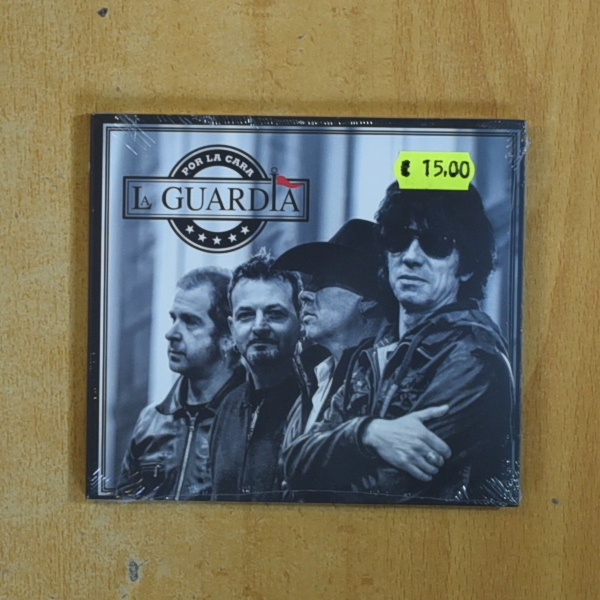 POR LA CARA
LA GUARDIA
€ 15,00